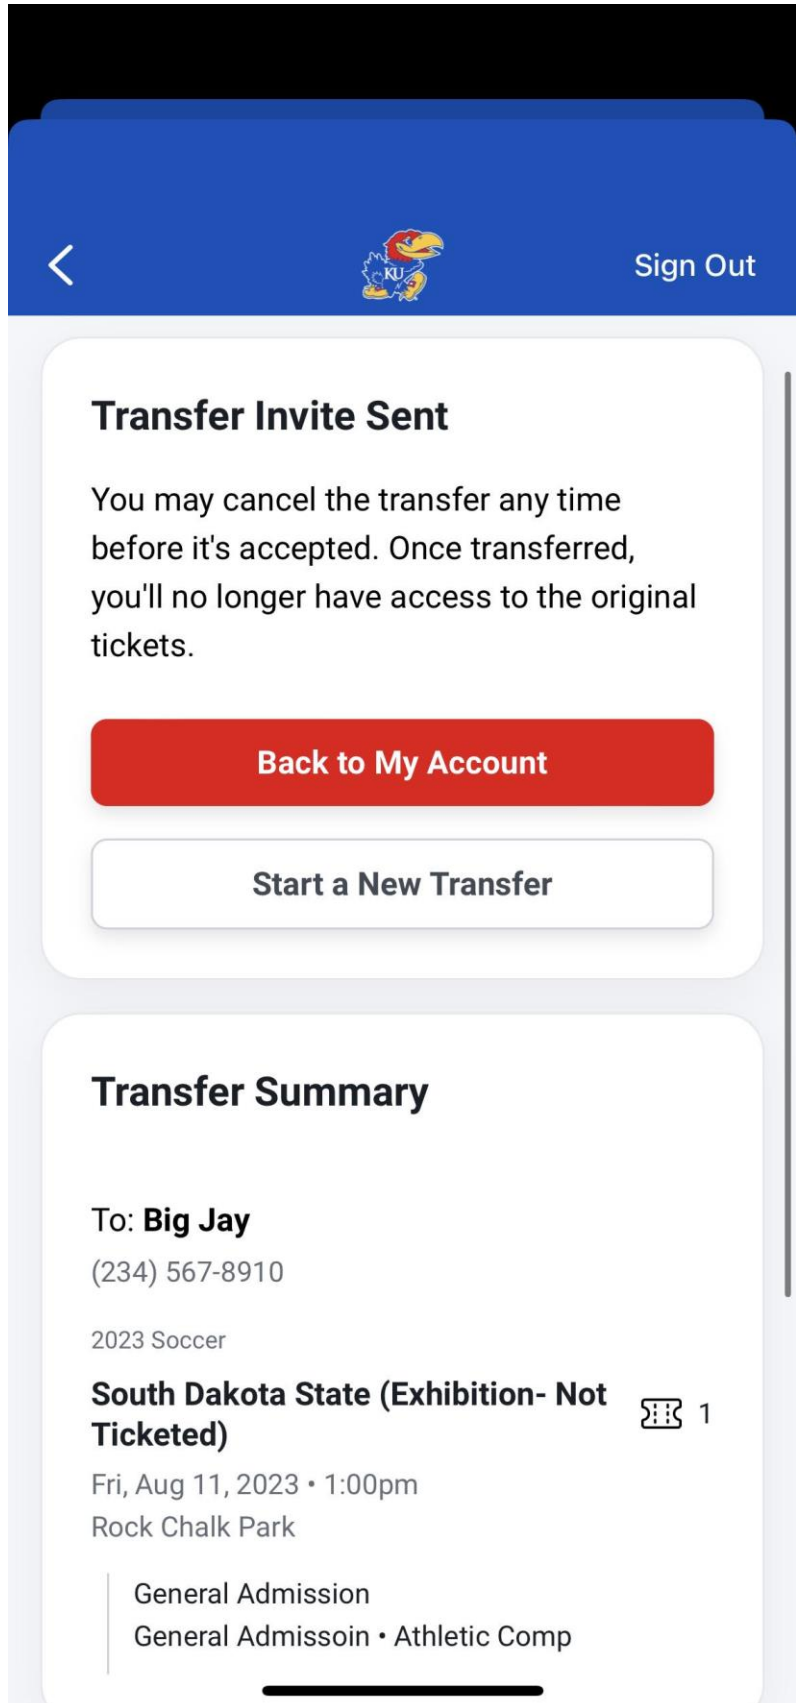 Sign Out
KU
Transfer Invite Sent
You may cancel the transfer any time
before it's accepted. Once transferred,
you'll no longer have access to the original
tickets.
Back to My Account
Start a New Transfer
Transfer Summary
To: Big Jay
(234) 567-8910
2023 Soccer
South Dakota State (Exhibition- Not
Ticketed)
1
Fri, Aug 11, 2023 • 1:00pm
Rock Chalk Park
General Admission
General Admissoin • Athletic Comp